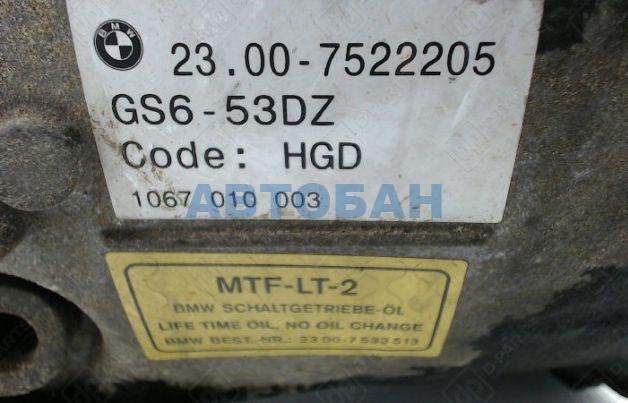 BMW
23.00-7522205
GS6-53DZ
Code: HGD
1067 010 003
АВТОБАН
MTF-LT-2
BMW SCHALTGETRIEBE-ÖL
LIFE TIME OIL, NO OIL CHANGE
BMW BEST. NR.: 23 00-7 533 513